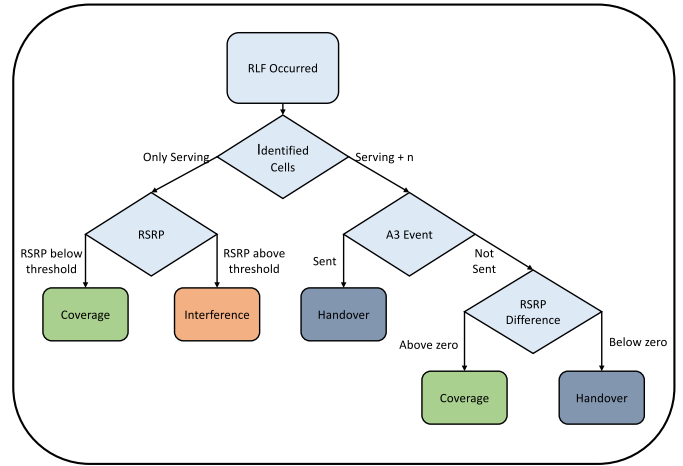 RLF Occurred
Identified
Cells
Only Serving
Serving + n
RSRP
A3 Event
RSRP below
threshold
RSRP above
threshold
Sent
Not
Sent
Coverage
Interference
Handover
RSRP
Difference
Above zero
Below zero
Coverage
Handover